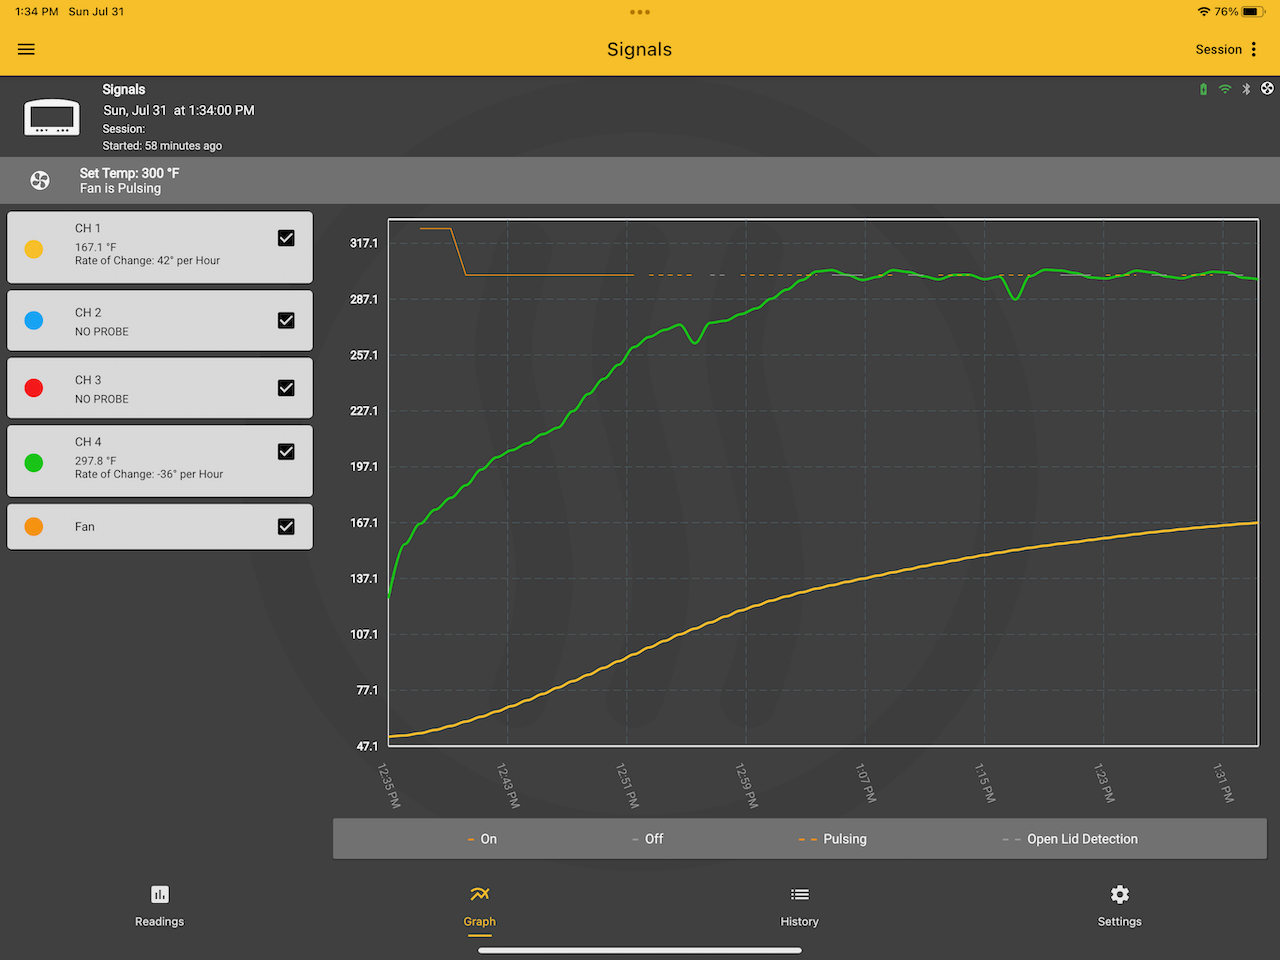 1:34 PM Sun Jul 31
76%
Signals
Session
Signals
Sun, Jul 31 at 1:34:00 PM
Session:
Started: 58 minutes ago
Set Temp: 300 °F
Fan is Pulsing
CH 1
167.1 °F
Rate of Change: 42° per Hour
CH 2
NO PROBE
CH 3
NO PROBE
CH 4
297.8 °F
Rate of Change: -36° per Hour
Fan
317.1
287.1
257.1
227.1
197.1
167.1
137.1
107.1
77.1
47.1
12:35 PM
12:43 PM
12:51 PM
12:59 PM
1:07 PM
1:15 PM
1:23 PM
1:31 PM
On
Off
Pulsing
Open Lid Detection
Readings
Graph
History
Settings